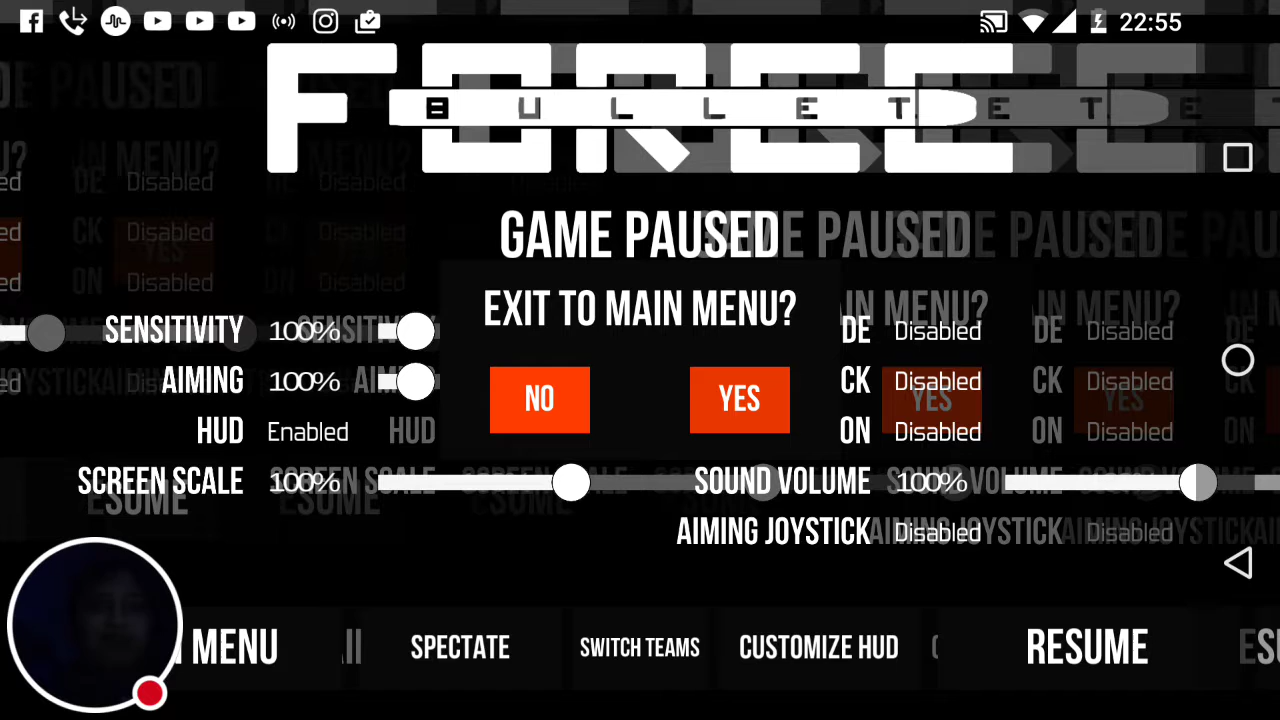 22:55
FORCE
BULLET
GAME PAUSED
EXIT TO MAIN MENU?
NO
YES
SENSITIVITY 100%
AIMING 100%
HUD Enabled
SCREEN SCALE 100%
DE Disabled
CK Disabled
ON Disabled
SOUND VOLUME 100%
AIMING JOYSTICK Disabled
MENU
SPECTATE
SWITCH TEAMS
CUSTOMIZE HUD
RESUME